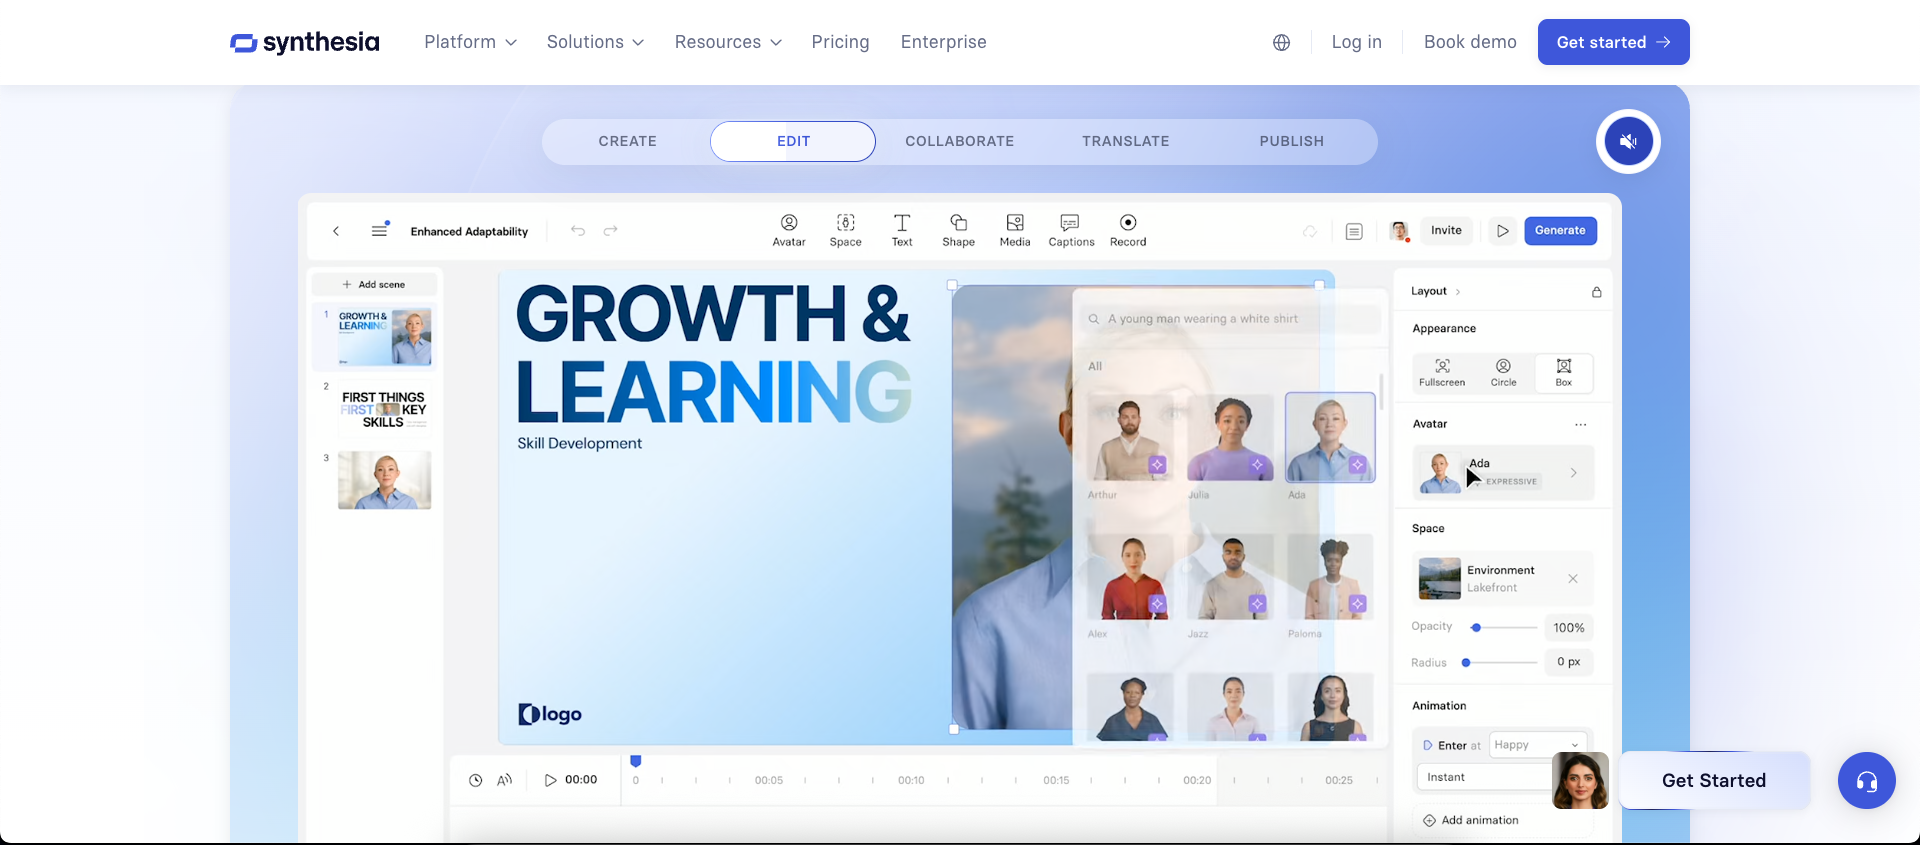 synthesia
Platform
Solutions
Resources
Pricing
Enterprise
Log in
Book demo
Get started
CREATE
EDIT
COLLABORATE
TRANSLATE
PUBLISH
Enhanced Adaptability
Avatar
Space
Text
Shape
Media
Captions
Record
Invite
Generate
+ Add scene
1
GROWTH &
LEARNING
2
FIRST THINGS
FIRST KEY
SKILLS
3
GROWTH &
LEARNING
Skill Development
logo
A young man wearing a white shirt
All
Arthur
Julia
Ada
Alex
Jazz
Paloma
Layout
Appearance
Fullscreen
Circle
Box
Avatar
Ada
EXPRESSIVE
Space
Environment
Lakefront
Opacity
100%
Radius
0 px
Animation
Enter at
Happy
Instant
Add animation
00:00
0
00:05
00:10
00:15
00:20
00:25
Get Started